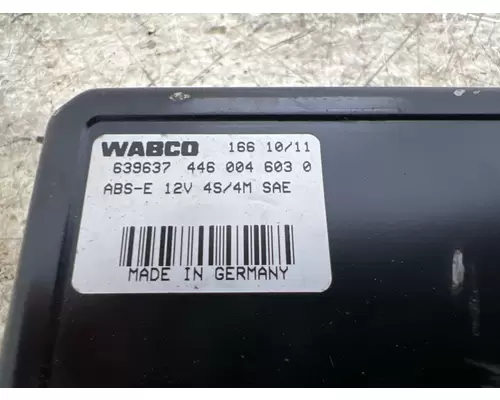 WABCO 166 10/11
639637 446 004 603 0
ABS-E 12V 4S/4M SAE
MADE IN GERMANY